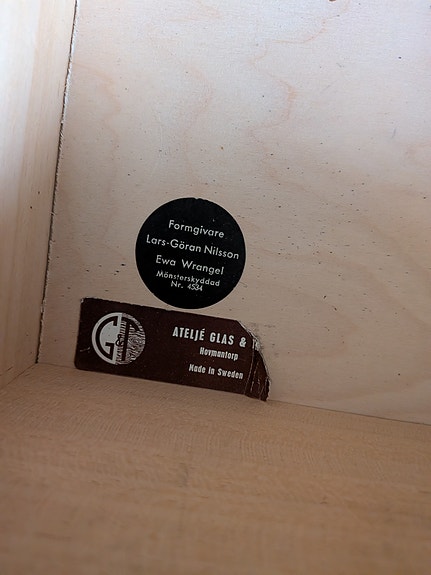 Formgivare
Lars-Göran Nilsson
Ewa Wrangel
Mönsterskyddad
Nr. 4534
ATELJÉ GLAS &
Hovmantorp
Made in Sweden